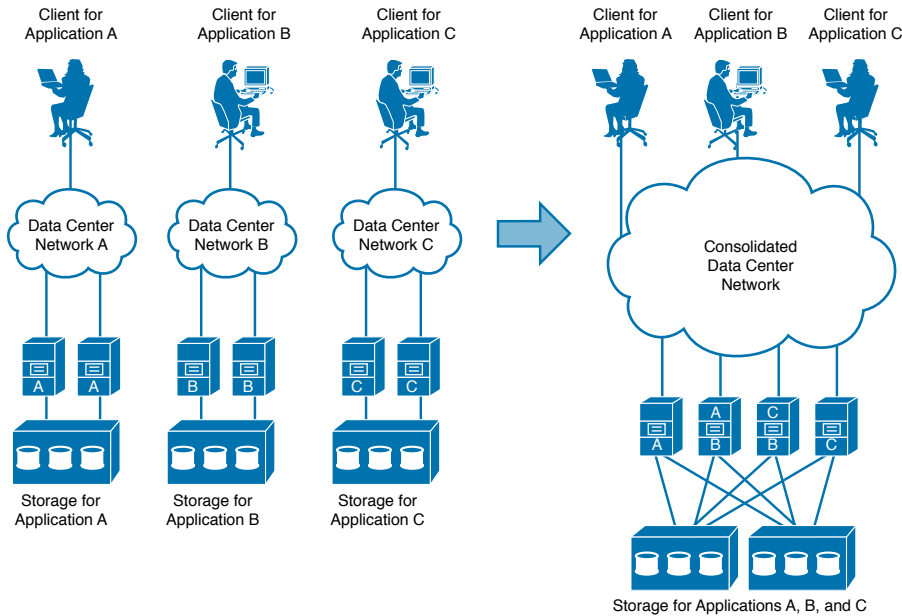 Client for
Application A
Client for
Application B
Client for
Application C
Data Center
Network A
Data Center
Network B
Data Center
Network C
A
A
B
B
C
C
Storage for
Application A
Storage for
Application B
Storage for
Application C
Client for
Application A
Client for
Application B
Client for
Application C
Consolidated
Data Center
Network
A
A
B
C
B
C
Storage for Applications A, B, and C